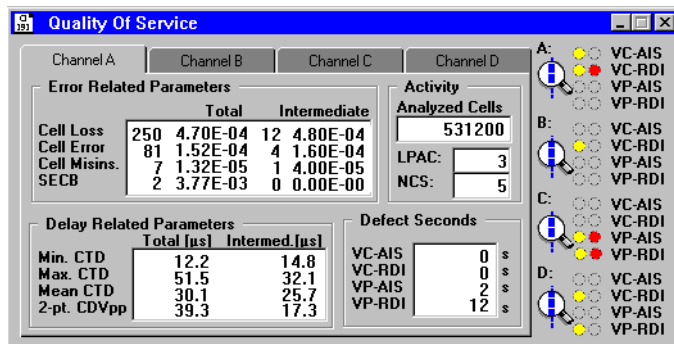 191 Quality Of Service
Channel A Channel B Channel C Channel D
Error Related Parameters
Total Intermediate
Cell Loss 250 4.70E-04 12 4.80E-04
Cell Error 81 1.52E-04 4 1.60E-04
Cell Misins. 7 1.32E-05 1 4.00E-05
SECB 2 3.77E-03 0 0.00E-00
Activity
Analyzed Cells
531200
LPAC: 3
NCS: 5
Delay Related Parameters
Total [µs] Intermed.[µs]
Min. CTD 12.2 14.8
Max. CTD 51.5 32.1
Mean CTD 30.1 25.7
2-pt. CDVpp 39.3 17.3
Defect Seconds
VC-AIS 0 s
VC-RDI 0 s
VP-AIS 2 s
VP-RDI 12 s
A:
VC-AIS
VC-RDI
VP-AIS
VP-RDI
B:
VC-AIS
VC-RDI
VP-AIS
VP-RDI
C:
VC-AIS
VC-RDI
VP-AIS
VP-RDI
D:
VC-AIS
VC-RDI
VP-AIS
VP-RDI